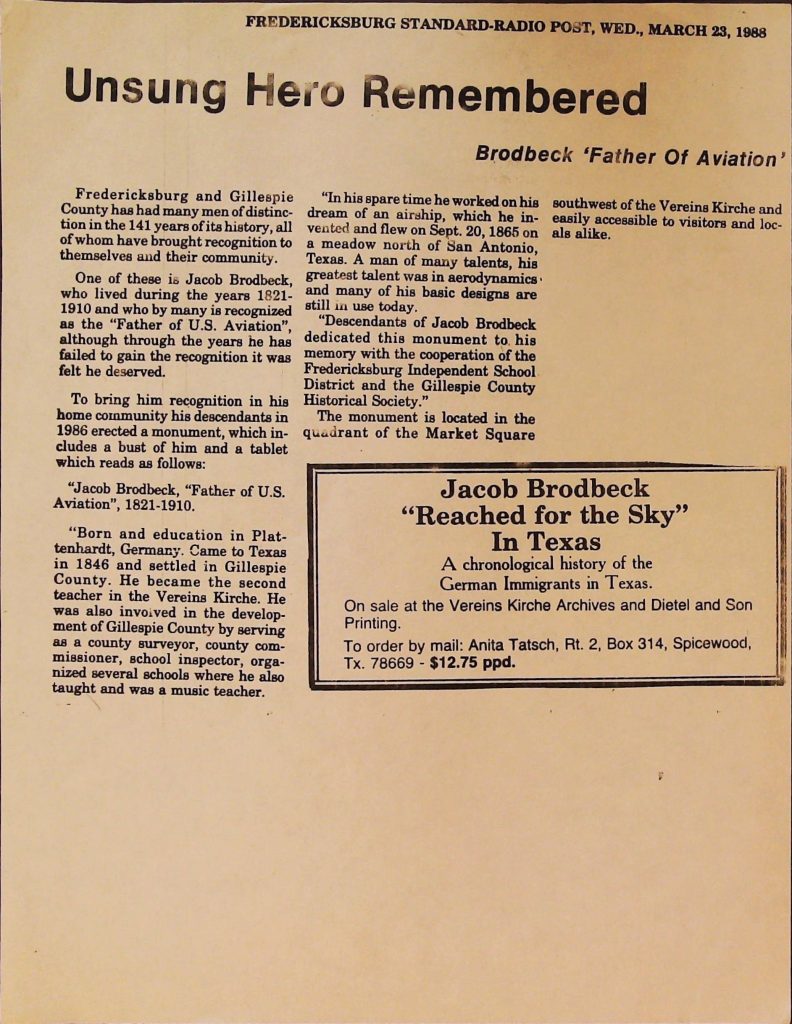 FREDERICKSBURG STANDARD-RADIO POST, WED., MARCH 23, 1988
Unsung Hero Remembered
Brodbeck 'Father Of Aviation'
Fredericksburg and Gillespie
County has had many men of distinc-
tion in the 141 years of its history, all
of whom have brought recognition to
themselves and their community.
One of these is Jacob Brodbeck,
who lived during the years 1821-
1910 and who by many is recognized
as the "Father of U.S. Aviation",
although through the years he has
failed to gain the recognition it was
felt he deserved.
To bring him recognition in his
home community his descendants in
1986 erected a monument, which in-
cludes a bust of him and a tablet
which reads as follows:
"Jacob Brodbeck, "Father of U.S.
Aviation", 1821-1910.
"Born and education in Plat-
tenhardt, Germany. Came to Texas
in 1846 and settled in Gillespie
County. He became the second
teacher in the Vereins Kirche. He
was also involved in the develop-
ment of Gillespie County by serving
as a county surveyor, county com-
missioner, school inspector, orga-
nized several schools where he also
taught and was a music teacher.
"In his spare time he worked on his
dream of an airship, which he in-
vented and flew on Sept. 20, 1865 on
a meadow north of San Antonio,
Texas. A man of many talents, his
greatest talent was in aerodynamics
and many of his basic designs are
still in use today.
"Descendants of Jacob Brodbeck
dedicated this monument to his
memory with the cooperation of the
Fredericksburg Independent School
District and the Gillespie County
Historical Society."
The monument is located in the
quadrant of the Market Square
southwest of the Vereins Kirche and
easily accessible to visitors and loc-
als alike.
Jacob Brodbeck
"Reached for the Sky"
In Texas
A chronological history of the
German Immigrants in Texas.
On sale at the Vereins Kirche Archives and Dietel and Son
Printing.
To order by mail: Anita Tatsch, Rt. 2, Box 314, Spicewood,
Tx. 78669 - $12.75 ppd.